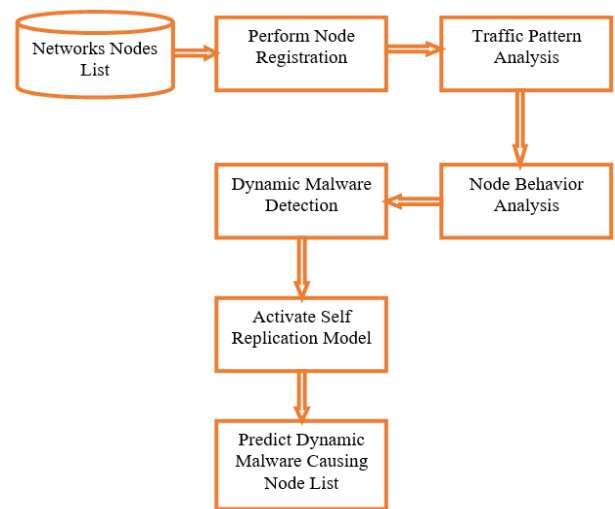 Networks Nodes
List
Perform Node
Registration
Traffic Pattern
Analysis
Node Behavior
Analysis
Dynamic Malware
Detection
Activate Self
Replication Model
Predict Dynamic
Malware Causing
Node List